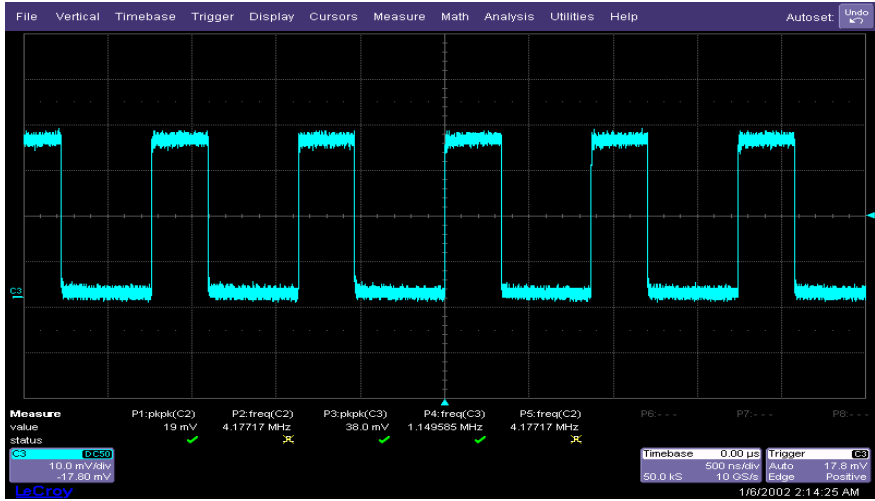 File Vertical Timebase Trigger Display Cursors Measure Math Analysis Utilities Help Autoset: Undo
C3
Measure P1:pkpk(C2) P2:freq(C2) P3:pkpk(C3) P4:freq(C3) P5:freq(C2) P6:- - - P7:- - - P8:- - -
value 19 mV 4.17717 MHz 38.0 mV 1.149585 MHz 4.17717 MHz
status
C3 DC50
10.0 mV/div
-17.80 mV
Timebase 0.00 µs
500 ns/div
50.0 kS 10 GS/s
Trigger C3
Auto 17.8 mV
Edge Positive
LeCroy
1/6/2002 2:14:25 AM